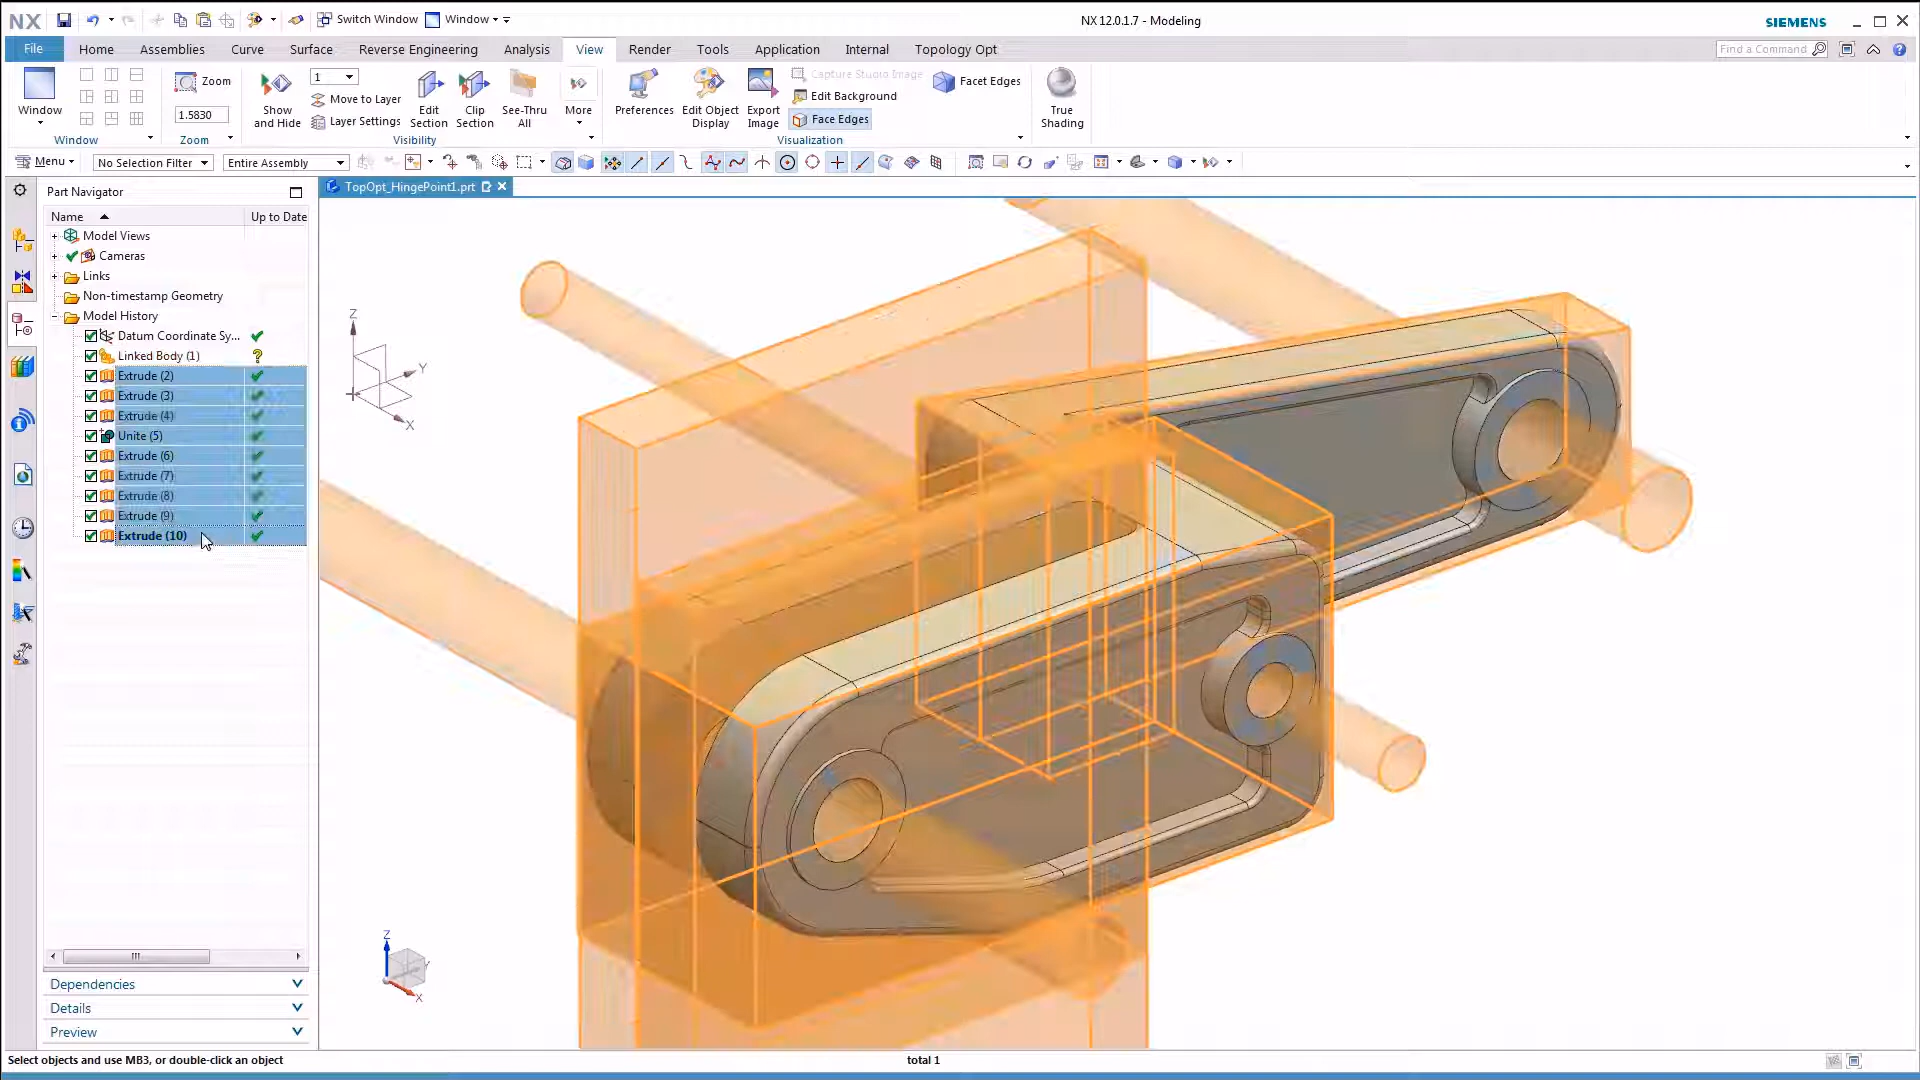 NX
Switch Window
Window
NX 12.0.1.7 - Modeling
SIEMENS
File
Home
Assemblies
Curve
Surface
Reverse Engineering
Analysis
View
Render
Tools
Application
Internal
Topology Opt
Find a Command
Window
Zoom
1.5830
Show and Hide
1
Move to Layer
Layer Settings
Edit Section
Clip Section
See-Thru All
More
Preferences
Edit Object Display
Export Image
Capture Studio Image
Edit Background
Face Edges
Facet Edges
True Shading
Window
Zoom
Visibility
Visualization
Menu
No Selection Filter
Entire Assembly
Part Navigator
TopOpt_HingePoint1.prt
Name
Up to Date
Model Views
Cameras
Links
Non-timestamp Geometry
Model History
Datum Coordinate Sy...
Linked Body (1)
Extrude (2)
Extrude (3)
Extrude (4)
Unite (5)
Extrude (6)
Extrude (7)
Extrude (8)
Extrude (9)
Extrude (10)
Z
Y
X
Z
Y
X
Dependencies
Details
Preview
Select objects and use MB3, or double-click an object
total 1